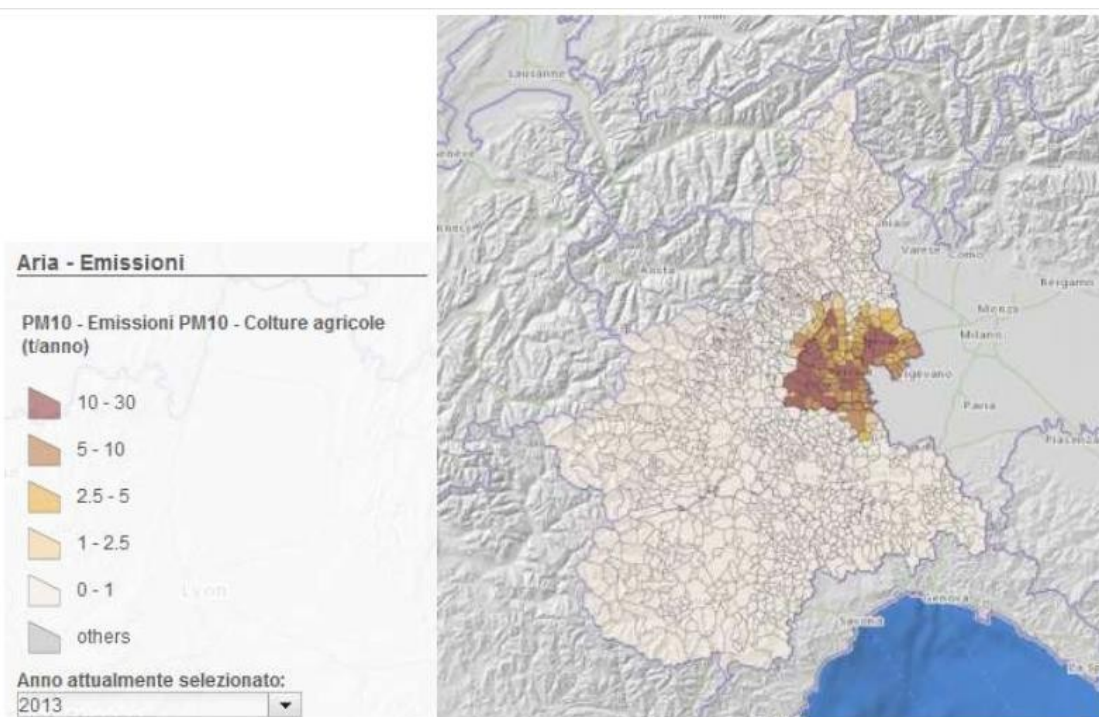 Aria - Emissioni
PM10 - Emissioni PM10 - Colture agricole
(t/anno)
10 - 30
5 - 10
2.5 - 5
1 - 2.5
0 - 1
others
Lyon
Anno attualmente selezionato:
2013
Lausanne
Aosta
Varese
Como
Bergamo
Monza
Milano
Pavia
Piacenza
Genova
Savona